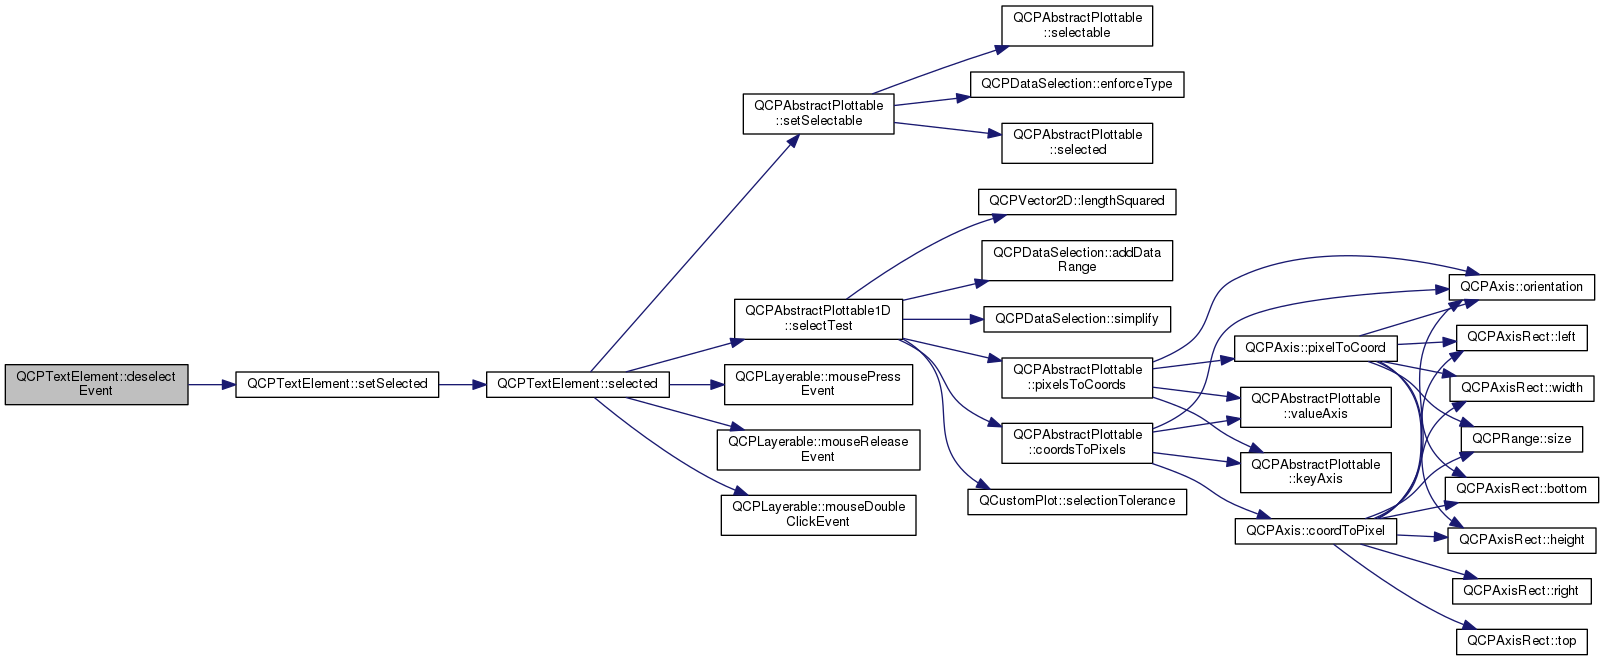 QCPTextElement::deselect
Event
QCPTextElement::setSelected
QCPTextElement::selected
QCPAbstractPlottable
::setSelectable
QCPAbstractPlottable1D
::selectTest
QCPLayerable::mousePress
Event
QCPLayerable::mouseRelease
Event
QCPLayerable::mouseDouble
ClickEvent
QCPAbstractPlottable
::selectable
QCPDataSelection::enforceType
QCPAbstractPlottable
::selected
QCPVector2D::lengthSquared
QCPDataSelection::addData
Range
QCPDataSelection::simplify
QCPAbstractPlottable
::pixelsToCoords
QCPAbstractPlottable
::coordsToPixels
QCustomPlot::selectionTolerance
QCPAxis::pixelToCoord
QCPAbstractPlottable
::valueAxis
QCPAbstractPlottable
::keyAxis
QCPAxis::coordToPixel
QCPAxis::orientation
QCPAxisRect::left
QCPAxisRect::width
QCPRange::size
QCPAxisRect::bottom
QCPAxisRect::height
QCPAxisRect::right
QCPAxisRect::top